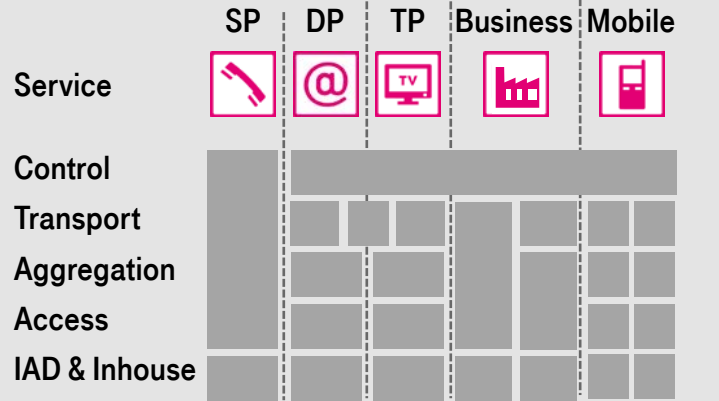 SP DP TP Business Mobile
Service @ TV
Control
Transport
Aggregation
Access
IAD & Inhouse